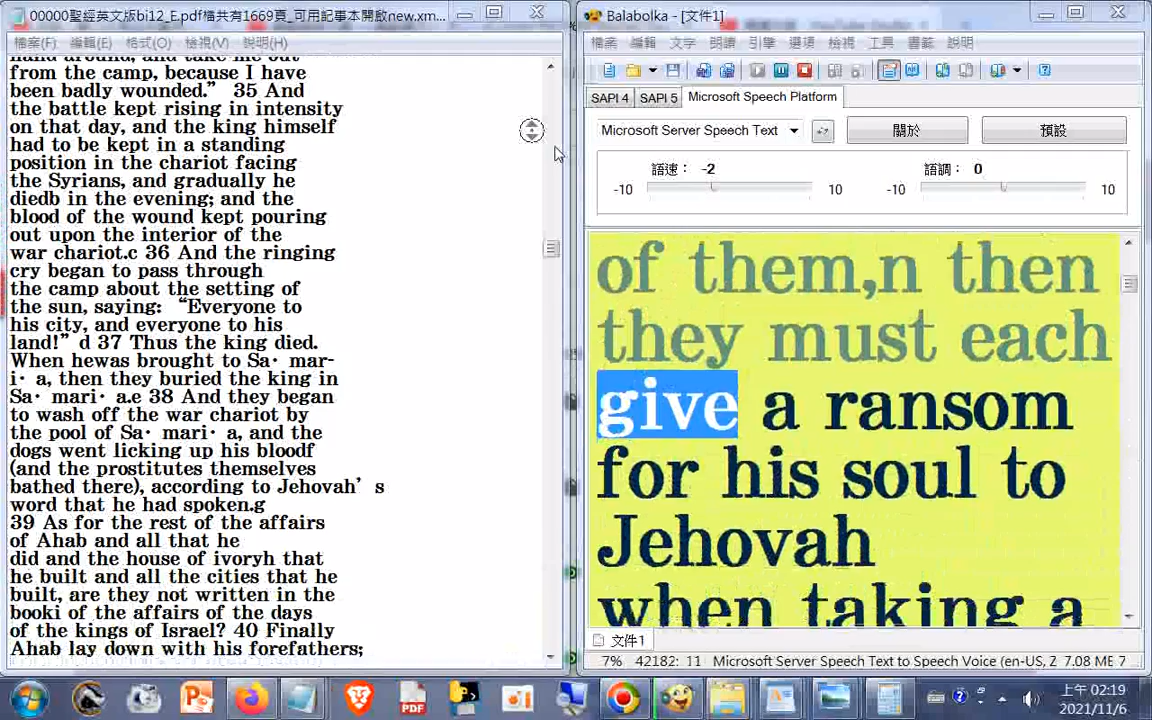 00000聖經英文版bi12_E.pdf檔共有1669頁_可用記事本開啟new.xm...
檔案(F) 編輯(E) 格式(O) 檢視(V) 說明(H)
hand around, and take me out
from the camp, because I have
been badly wounded.” 35 And
the battle kept rising in intensity
on that day, and the king himself
had to be kept in a standing
position in the chariot facing
the Syrians, and gradually he
diedb in the evening; and the
blood of the wound kept pouring
out upon the interior of the
war chariot.c 36 And the ringing
cry began to pass through
the camp about the setting of
the sun, saying: “Everyone to
his city, and everyone to his
land!” d 37 Thus the king died.
When hewas brought to Sa· mar-
i· a, then they buried the king in
Sa· mari· a.e 38 And they began
to wash off the war chariot by
the pool of Sa· mari· a, and the
dogs went licking up his bloodf
(and the prostitutes themselves
bathed there), according to Jehovah’ s
word that he had spoken.g
39 As for the rest of the affairs
of Ahab and all that he
did and the house of ivoryh that
he built and all the cities that he
built, are they not written in the
booki of the affairs of the days
of the kings of Israel? 40 Finally
Ahab lay down with his forefathers;
Balabolka - [文件1]
檔案 編輯 文字 朗讀 引擎 選項 檢視 工具 書籤 說明
SAPI 4 SAPI 5 Microsoft Speech Platform
Microsoft Server Speech Text 關於 預設
語速： -2 語調： 0
-10 10 -10 10
of them,n then
they must each
give a ransom
for his soul to
Jehovah
when taking a
文件1
7% 42182: 11 Microsoft Server Speech Text to Speech Voice (en-US, Z 7.08 ME 7
PDF
上午 02:19
2021/11/6